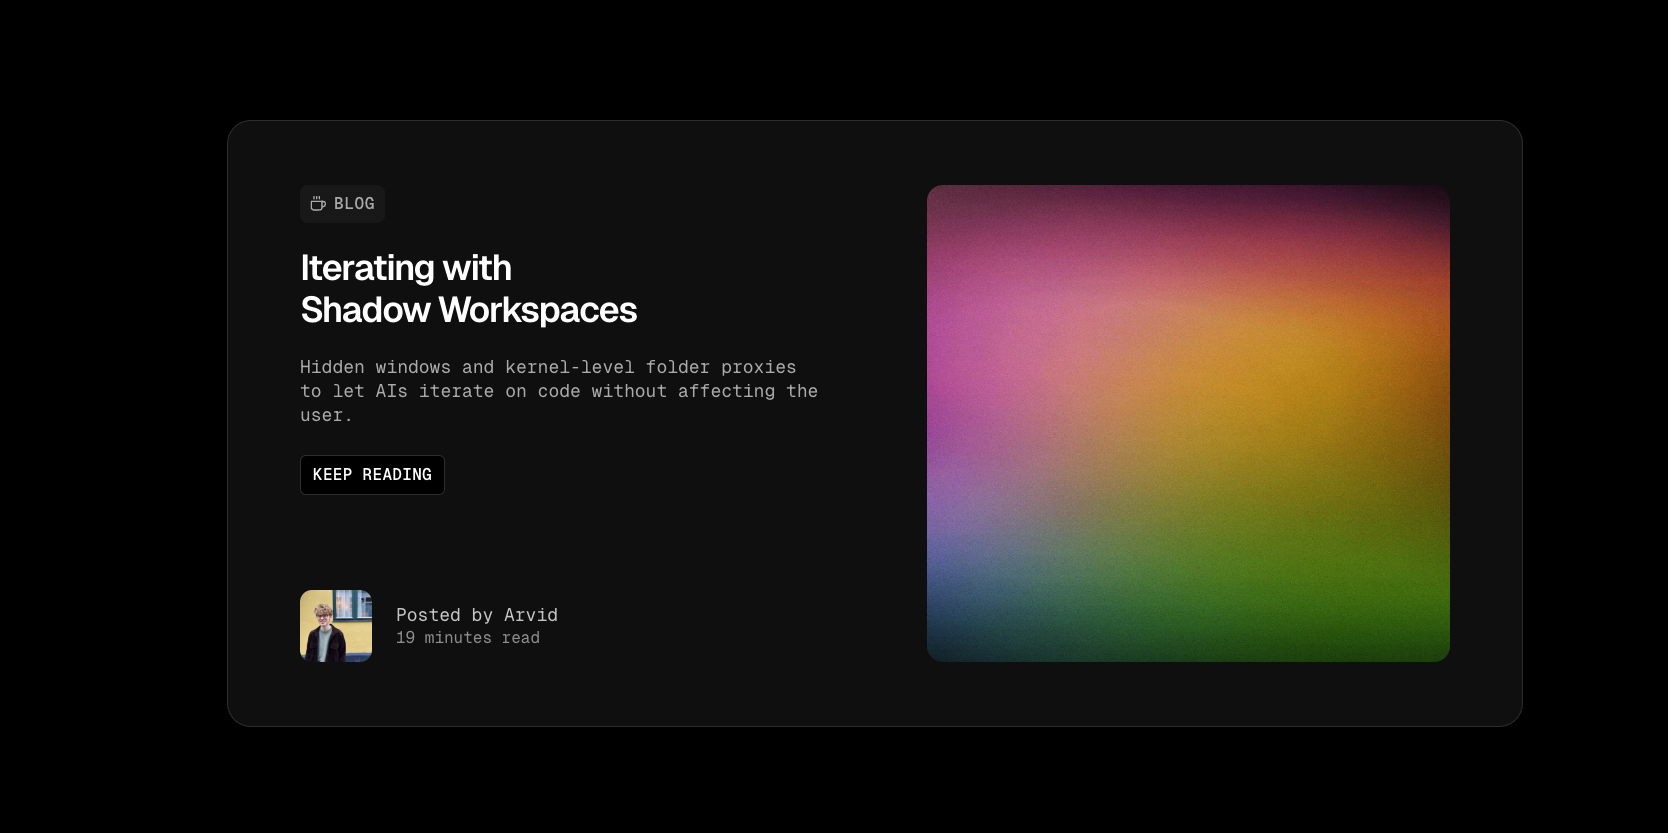 BLOG
Iterating with
Shadow Workspaces
Hidden windows and kernel-level folder proxies
to let AIs iterate on code without affecting the
user.
KEEP READING
Posted by Arvid
19 minutes read